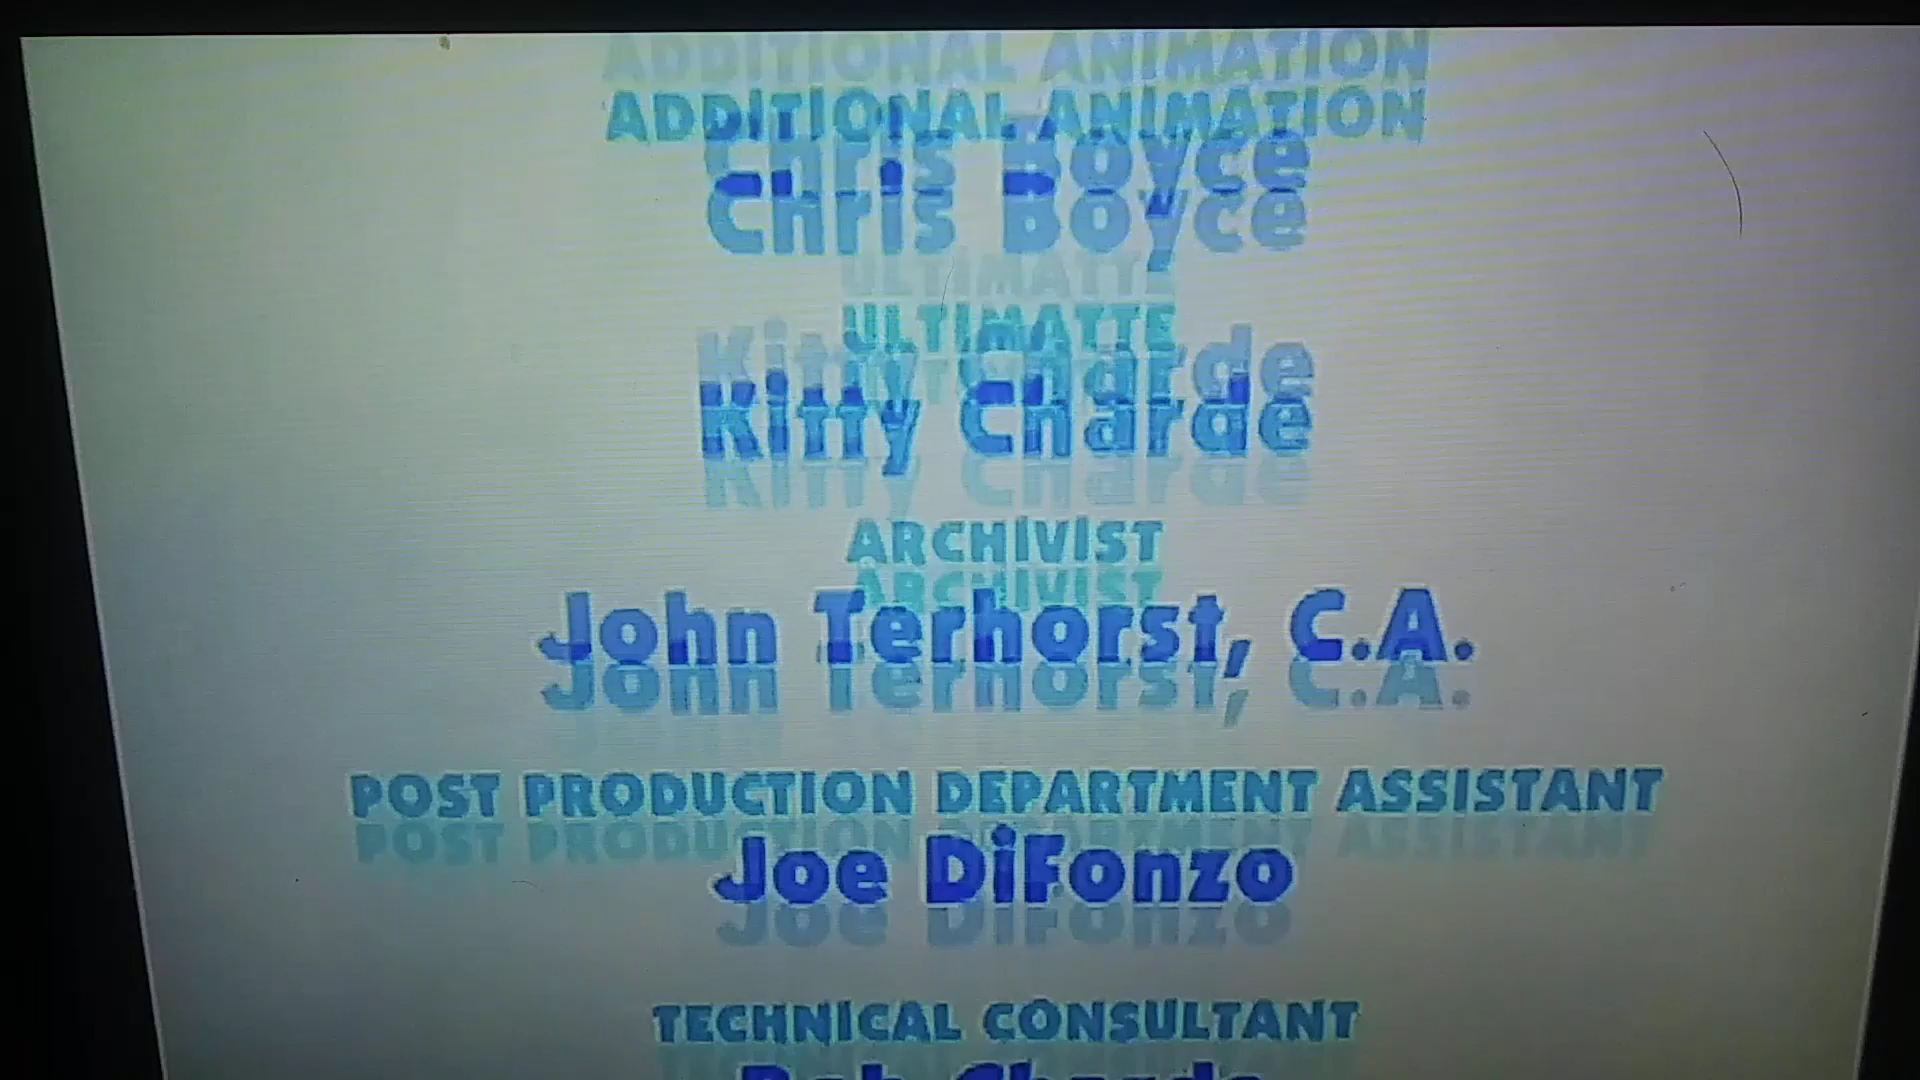 ADDITIONAL ANIMATION
Chris Boyce
ULTIMATTE
Kitty Charde
ARCHIVIST
John Terhorst, C.A.
POST PRODUCTION DEPARTMENT ASSISTANT
Joe DiFonzo
TECHNICAL CONSULTANT